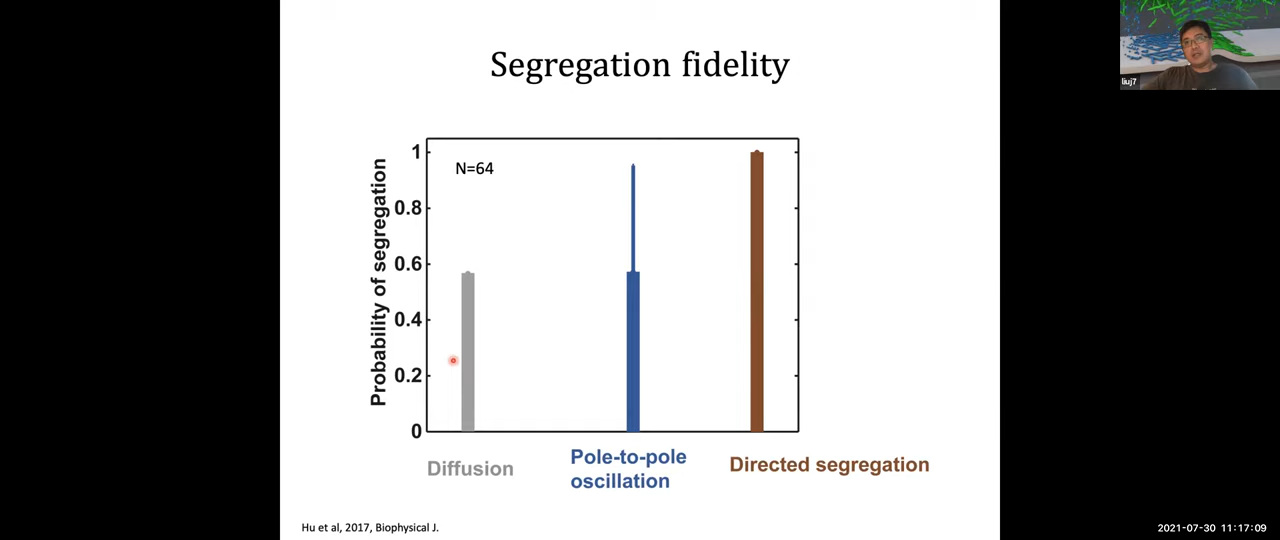 Segregation fidelity
liuj7
N=64
Probability of segregation
1
0.8
0.6
0.4
0.2
0
Diffusion
Pole-to-pole
oscillation
Directed segregation
Hu et al, 2017, Biophysical J.
2021-07-30 11:17:09